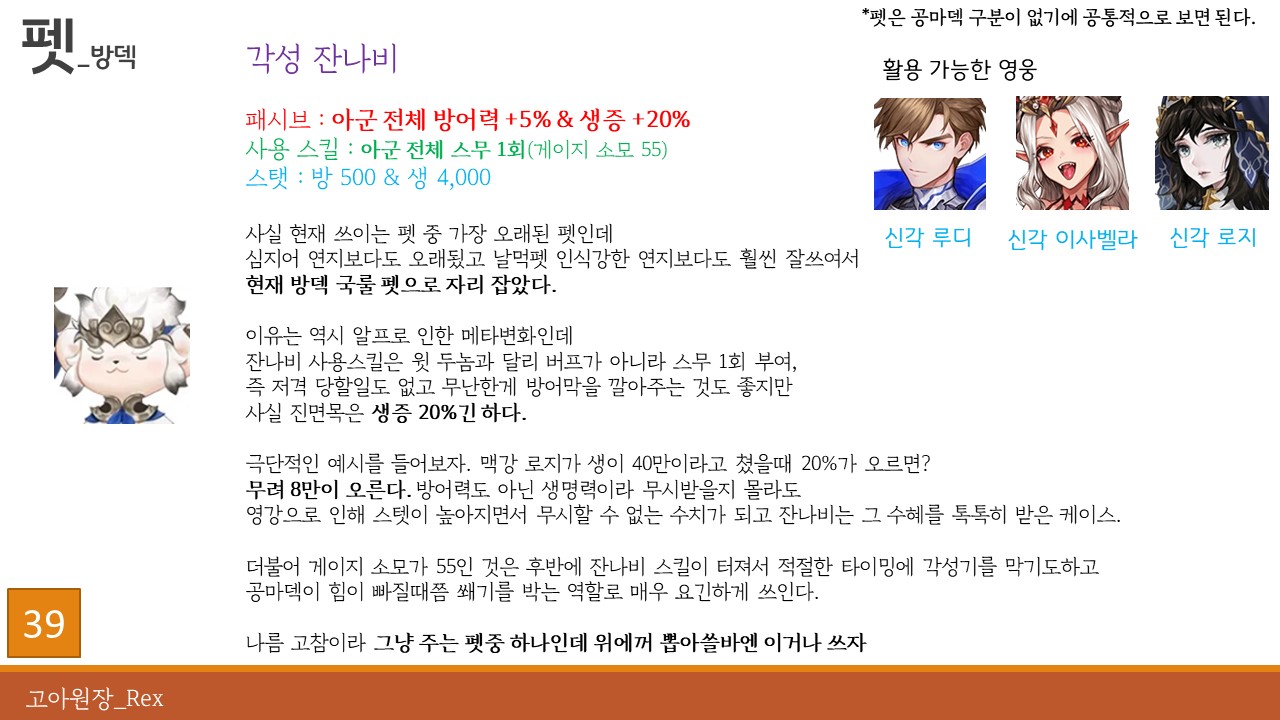 펫_방덱
*펫은 공마덱 구분이 없기에 공통적으로 보면 된다.
각성 잔나비
활용 가능한 영웅
패시브 : 아군 전체 방어력 +5% & 생증 +20%
사용 스킬 : 아군 전체 스무 1회(게이지 소모 55)
스탯 : 방 500 & 생 4,000
신각 루디
신각 이사벨라
신각 로지
사실 현재 쓰이는 펫 중 가장 오래된 펫인데
심지어 연지보다도 오래됬고 날먹펫 인식강한 연지보다도 훨씬 잘쓰여서
현재 방덱 국룰 펫으로 자리 잡았다.
이유는 역시 알프로 인한 메타변화인데
잔나비 사용스킬은 윗 두놈과 달리 버프가 아니라 스무 1회 부여,
즉 저격 당할일도 없고 무난한게 방어막을 깔아주는 것도 좋지만
사실 진면목은 생증 20%긴 하다.
극단적인 예시를 들어보자. 맥강 로지가 생이 40만이라고 쳤을때 20%가 오르면?
무려 8만이 오른다. 방어력도 아닌 생명력이라 무시받을지 몰라도
영강으로 인해 스텟이 높아지면서 무시할 수 없는 수치가 되고 잔나비는 그 수혜를 톡톡히 받은 케이스.
더불어 게이지 소모가 55인 것은 후반에 잔나비 스킬이 터져서 적절한 타이밍에 각성기를 막기도하고
공마덱이 힘이 빠질때쯤 쐐기를 박는 역할로 매우 요긴하게 쓰인다.
나름 고참이라 그냥 주는 펫중 하나인데 위에꺼 뽑아쓸바엔 이거나 쓰자
39
고아원장_Rex